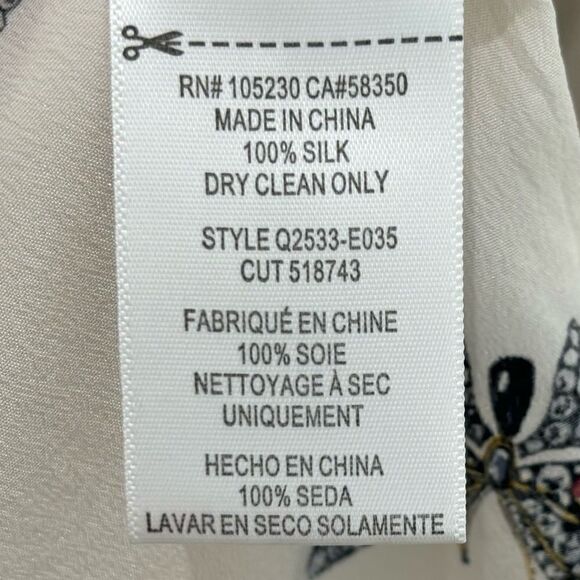 RN# 105230 CA#58350
MADE IN CHINA
100% SILK
DRY CLEAN ONLY
STYLE Q2533-E035
CUT 518743
FABRIQUÉ EN CHINE
100% SOIE
NETTOYAGE À SEC
UNIQUEMENT
HECHO EN CHINA
100% SEDA
LAVAR EN SECO SOLAMENTE